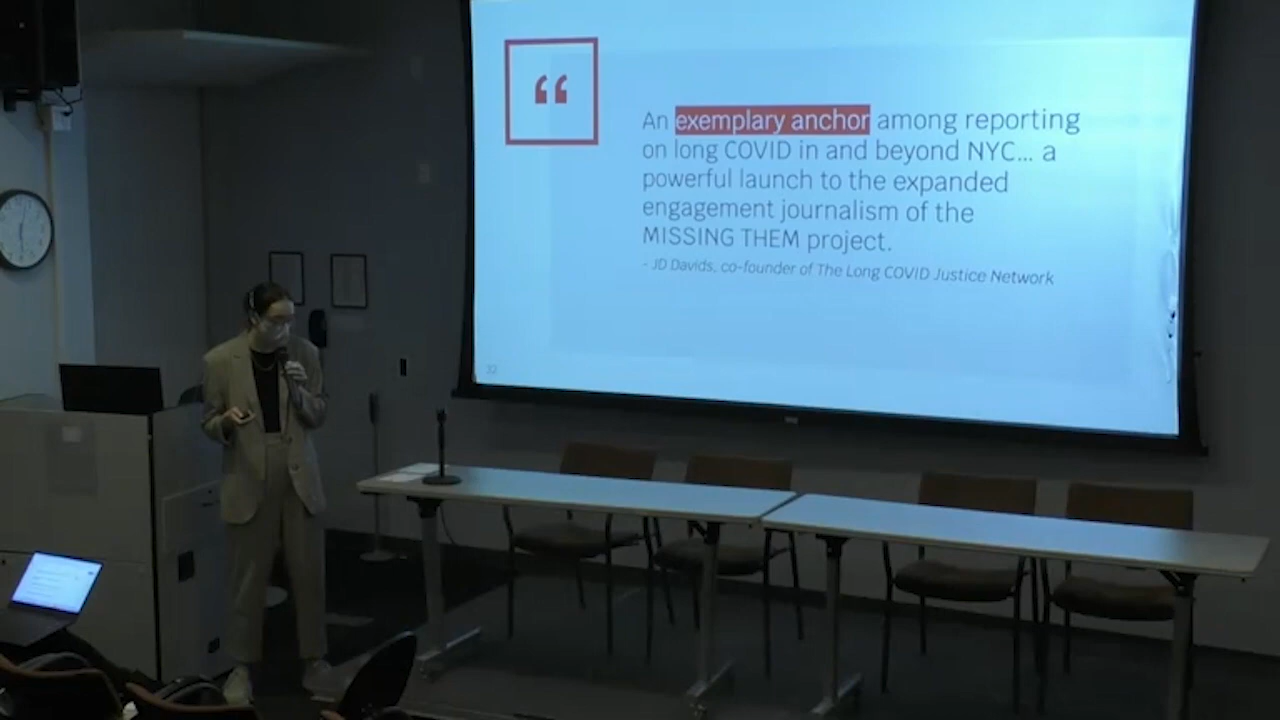 “
An exemplary anchor among reporting
on long COVID in and beyond NYC... a
powerful launch to the expanded
engagement journalism of the
MISSING THEM project.
- JD Davids, co-founder of The Long COVID Justice Network